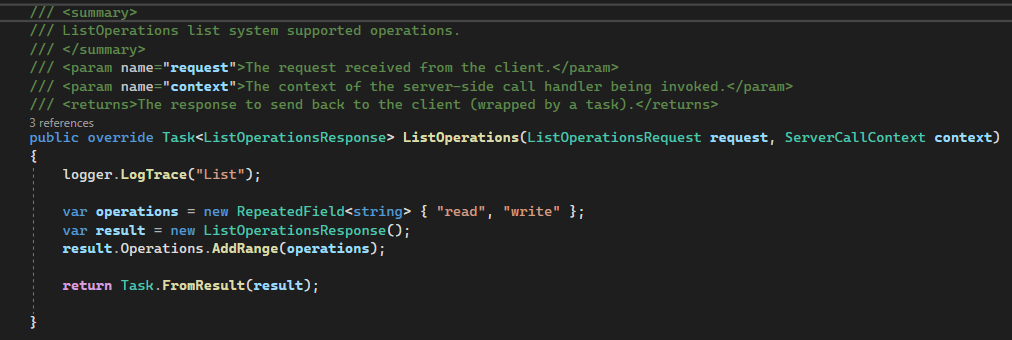 /// <summary>
/// ListOperations list system supported operations.
/// </summary>
/// <param name="request">The request received from the client.</param>
/// <param name="context">The context of the server-side call handler being invoked.</param>
/// <returns>The response to send back to the client (wrapped by a task).</returns>
3 references
public override Task<ListOperationsResponse> ListOperations(ListOperationsRequest request, ServerCallContext context)
{
    logger.LogTrace("List");

    var operations = new RepeatedField<string> { "read", "write" };
    var result = new ListOperationsResponse();
    result.Operations.AddRange(operations);

    return Task.FromResult(result);

}